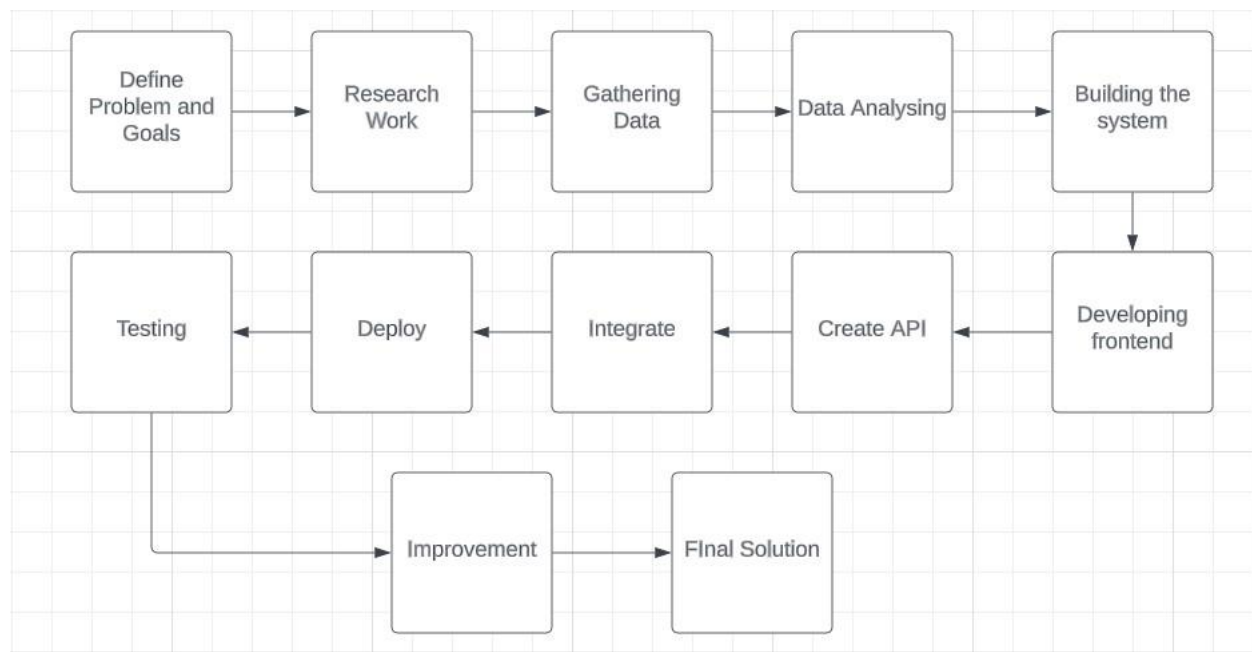 Define
Problem and
Goals
Research
Work
Gathering
Data
Data Analysing
Building the
system
Developing
frontend
Create API
Integrate
Deploy
Testing
Improvement
FInal Solution